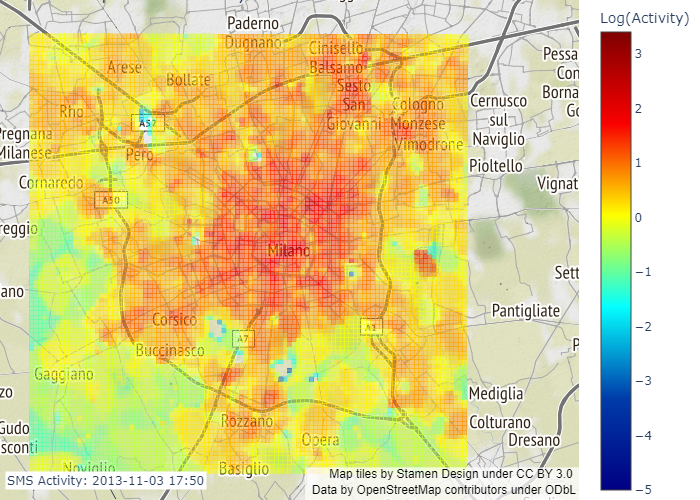 Paderno
Dugnano
Log(Activity)
Cinisello
Balsamo
Arese
Bollate
Sesto
San
Giovanni
Pessa
Con
Borna
Go
Rho
A52
Cologno
Monzese
Vimodrone
Cernusco
sul
Naviglio
Pregnana
Milanese
Pero
Pioltello
Cornaredo
Vignat
A50
reggio
Milano
Sett
ano
Pantigliate
Corsico
A7
A1
P
Buccinasco
Gaggiano
zo
Mediglia
Rozzano
Colturano
Gudo
sconti
Opera
Dresano
Noviglio
Basiglio
SMS Activity: 2013-11-03 17:50
Map tiles by Stamen Design under CC BY 3.0
Data by OpenStreetMap contributors under ODbL
3
2
1
0
−1
−2
−3
−4
−5